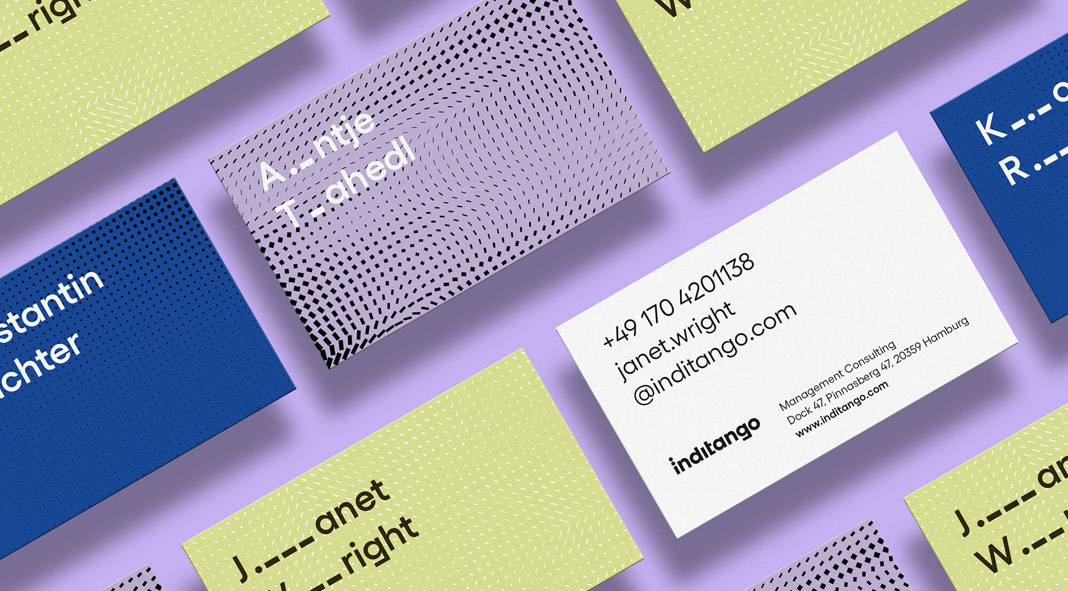 right
A.-ntje
T-ahedl
W
K-.-
R.-
stantin
chter
+49 170 4201138
janet.wright
@inditango.com
Management Consulting
Dock 47, Pinnasberg 47, 20359 Hamburg
www.inditango.com
inditango
J.---anet
--right
J.---an
W.--